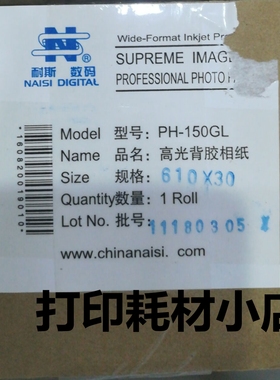 Wide-Format Inkjet
SUPREME IMAG
PROFESSIONAL PHOTO
耐斯 数码
NAISI DIGITAL
Model 型号: PH-150GL
Name 品名: 高光背胶相纸
Size 规格: 610X30
Quantity数量: 1 Roll
Lot No. 批号: 11180305
www.chinanaisi.com
*160820019010*
打印耗材小店